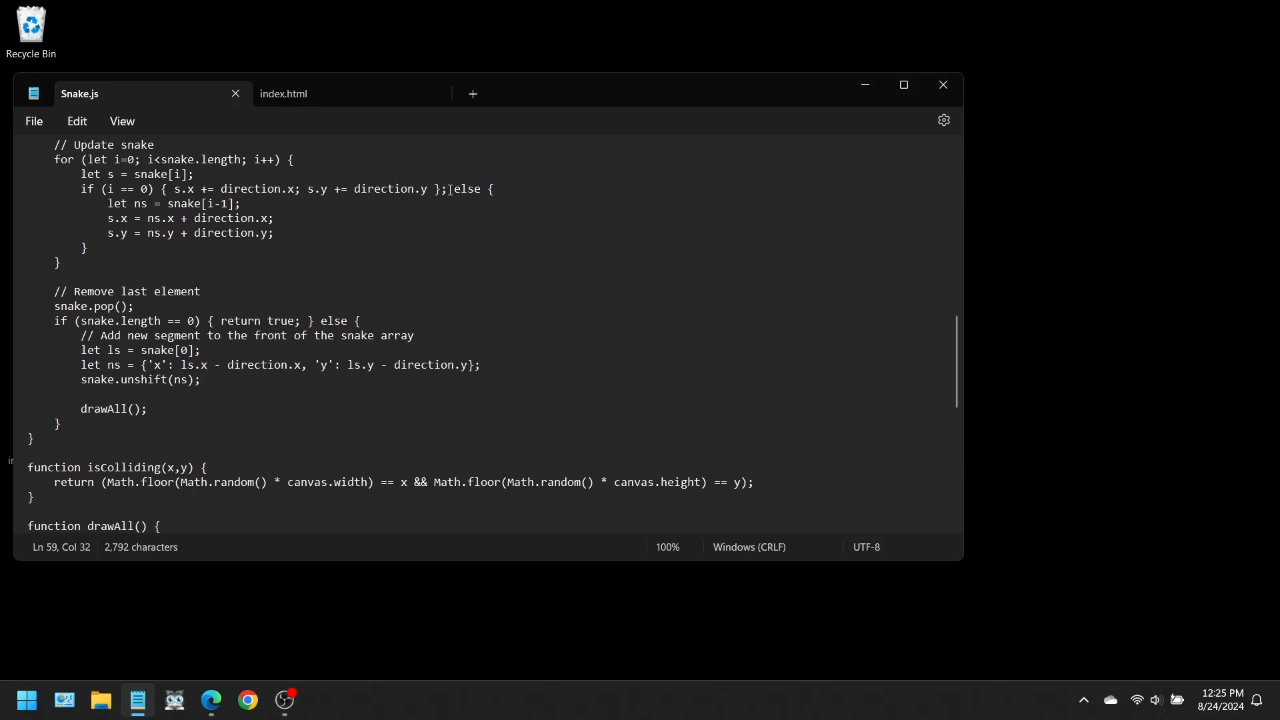 Recycle Bin
Snake.js
index.html
File Edit View
// Update snake
for (let i=0; i<snake.length; i++) {
let s = snake[i];
if (i == 0) { s.x += direction.x; s.y += direction.y };else {
let ns = snake[i-1];
s.x = ns.x + direction.x;
s.y = ns.y + direction.y;
}
}
// Remove last element
snake.pop();
if (snake.length == 0) { return true; } else {
// Add new segment to the front of the snake array
let ls = snake[0];
let ns = {'x': ls.x - direction.x, 'y': ls.y - direction.y};
snake.unshift(ns);
drawAll();
}
}
function isColliding(x,y) {
return (Math.floor(Math.random() * canvas.width) == x && Math.floor(Math.random() * canvas.height) == y);
}
function drawAll() {
Ln 59, Col 32 2,792 characters 100% Windows (CRLF) UTF-8
12:25 PM
8/24/2024